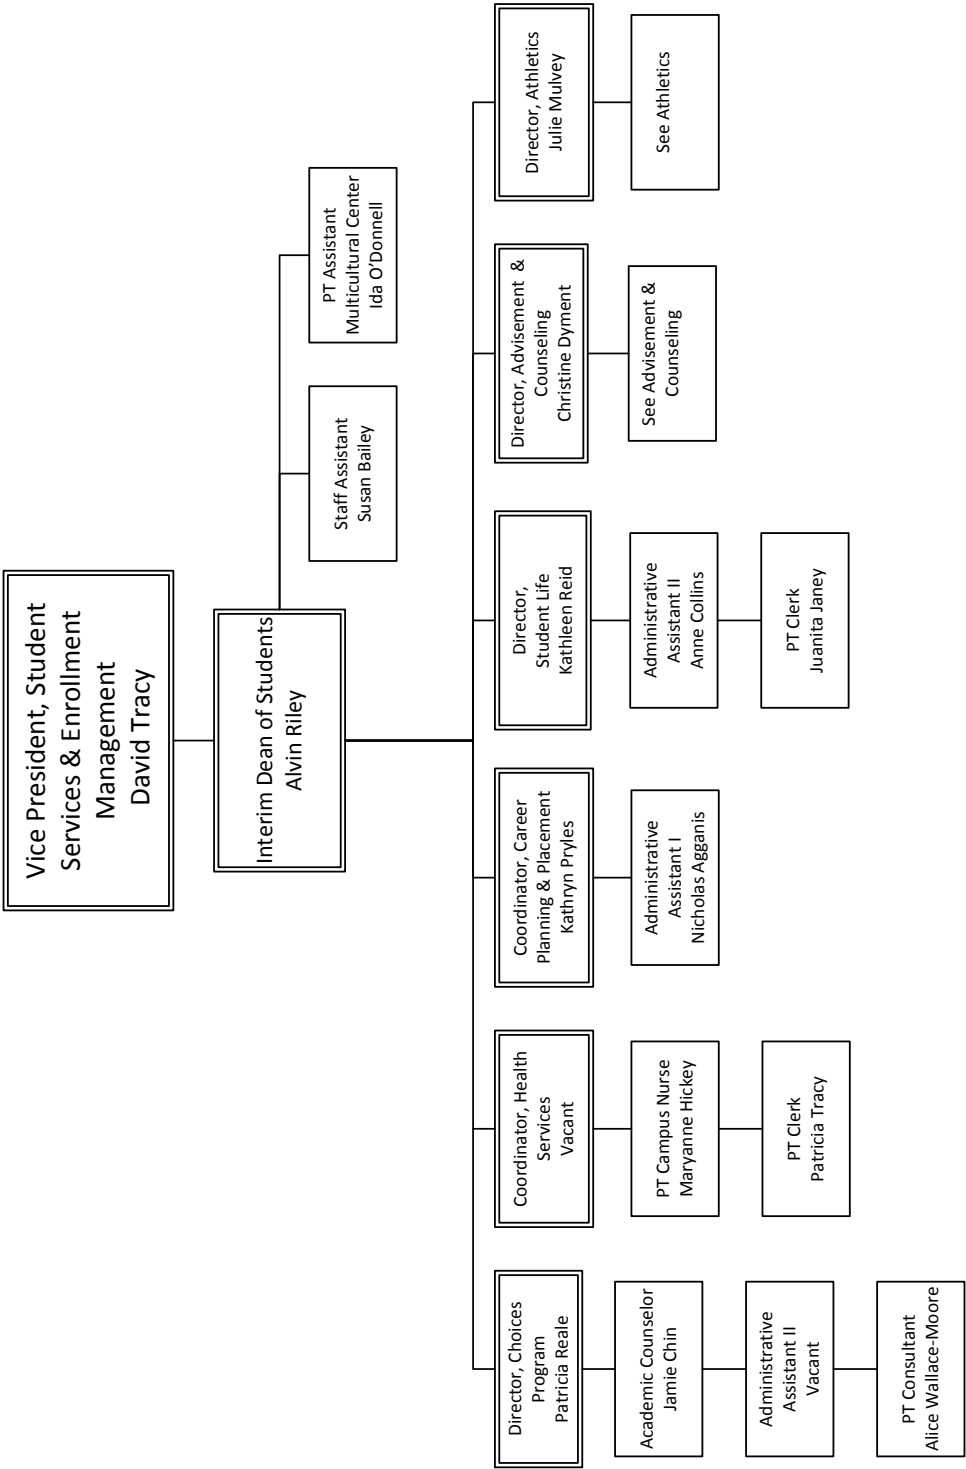 Vice President, Student
Services & Enrollment
Management
David Tracy
Interim Dean of Students
Alvin Riley
Staff Assistant
Susan Bailey
PT Assistant
Multicultural Center
Ida O’Donnell
Director, Choices
Program
Patricia Reale
Academic Counselor
Jamie Chin
Administrative
Assistant II
Vacant
PT Consultant
Alice Wallace-Moore
Coordinator, Health
Services
Vacant
PT Campus Nurse
Maryanne Hickey
PT Clerk
Patricia Tracy
Coordinator, Career
Planning & Placement
Kathryn Pryles
Administrative
Assistant I
Nicholas Agganis
Director,
Student Life
Kathleen Reid
Administrative
Assistant II
Anne Collins
PT Clerk
Juanita Janey
Director, Advisement &
Counseling
Christine Dyment
See Advisement &
Counseling
Director, Athletics
Julie Mulvey
See Athletics